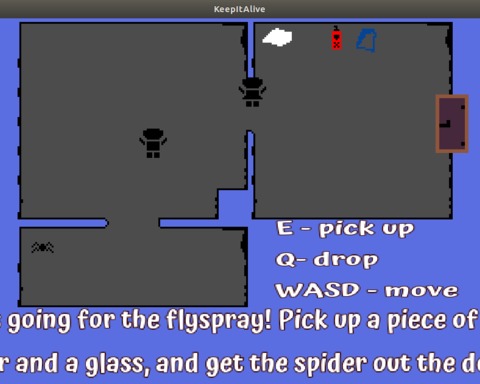 KeepItAlive
E - pick up
Q- drop
WASD - move
going for the flyspray! Pick up a piece of
and a glass, and get the spider out the